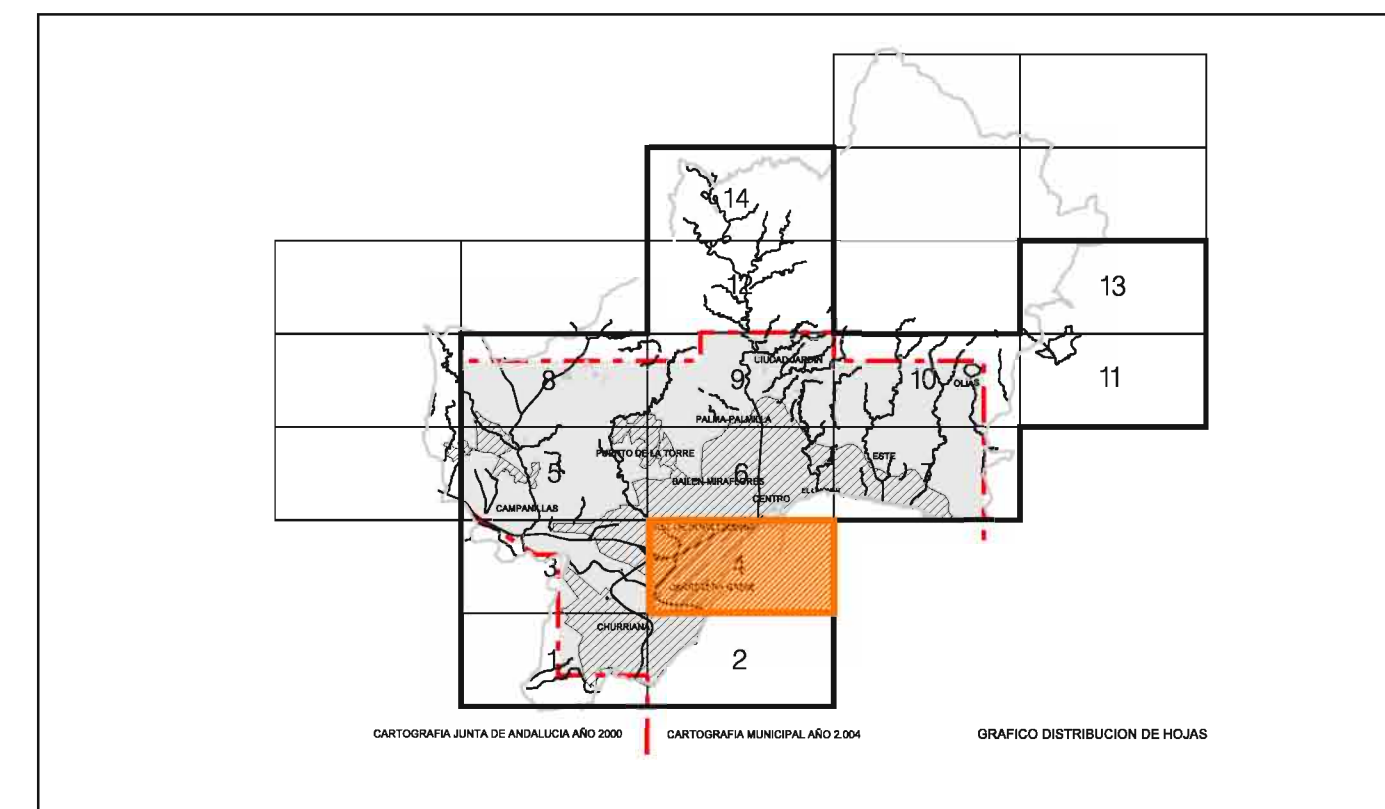 14
12
13
8
9
CIUDAD JARDIN
10
OLIAS
11
PALMA-PALMILLA
PUERTO DE LA TORRE
ESTE
5
BAILEN-MIRAFLORES
6
7
CENTRO
CAMPANILLAS
3
4
CHURRIANA
1
2
CARTOGRAFIA JUNTA DE ANDALUCIA AÑO 2000
CARTOGRAFIA MUNICIPAL AÑO 2.004
GRAFICO DISTRIBUCION DE HOJAS